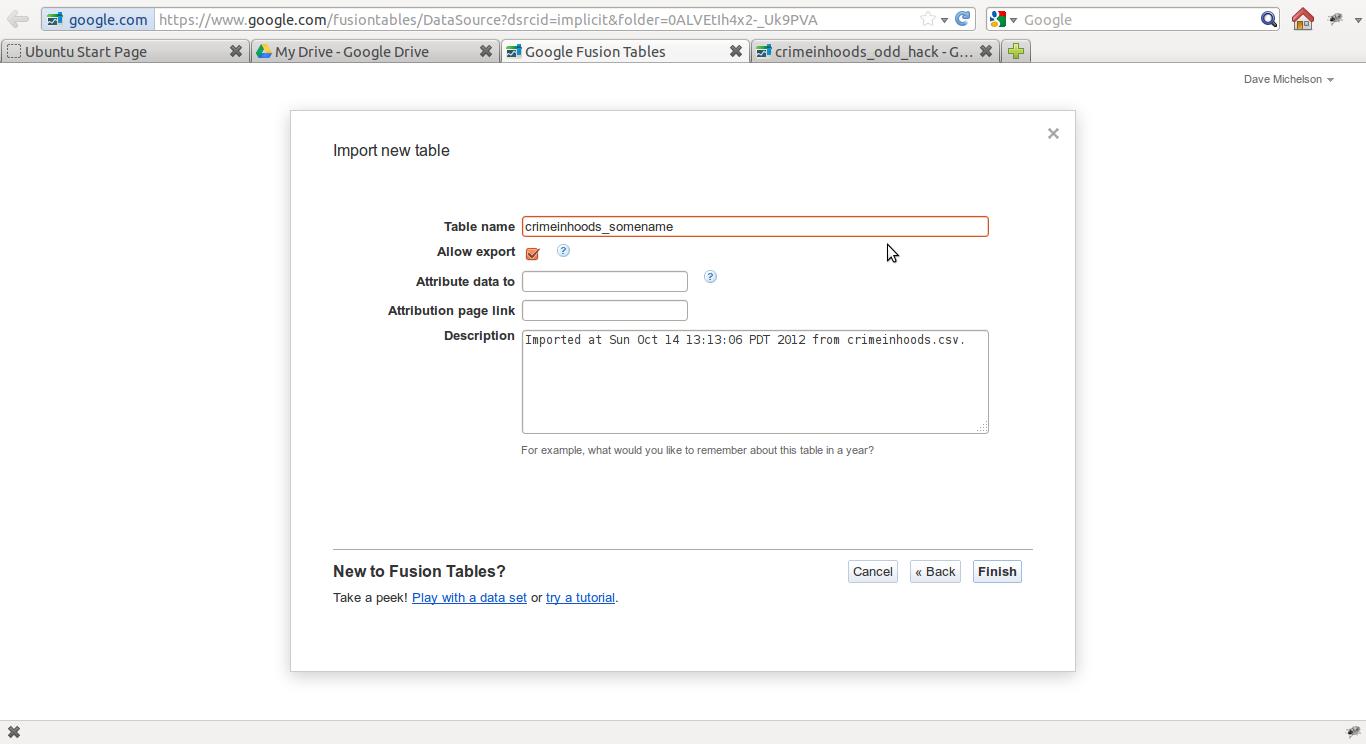 google.com https://www.google.com/fusiontables/DataSource?dsrcid=implicit&folder=0ALVEtIh4x2-_Uk9PVA Google
Ubuntu Start Page My Drive - Google Drive Google Fusion Tables crimeinhoods_odd_hack - G...
Dave Michelson
Import new table
Table name crimeinhoods_somename
Allow export ?
Attribute data to ?
Attribution page link
Description Imported at Sun Oct 14 13:13:06 PDT 2012 from crimeinhoods.csv.
For example, what would you like to remember about this table in a year?
New to Fusion Tables? Cancel « Back Finish
Take a peek! Play with a data set or try a tutorial.